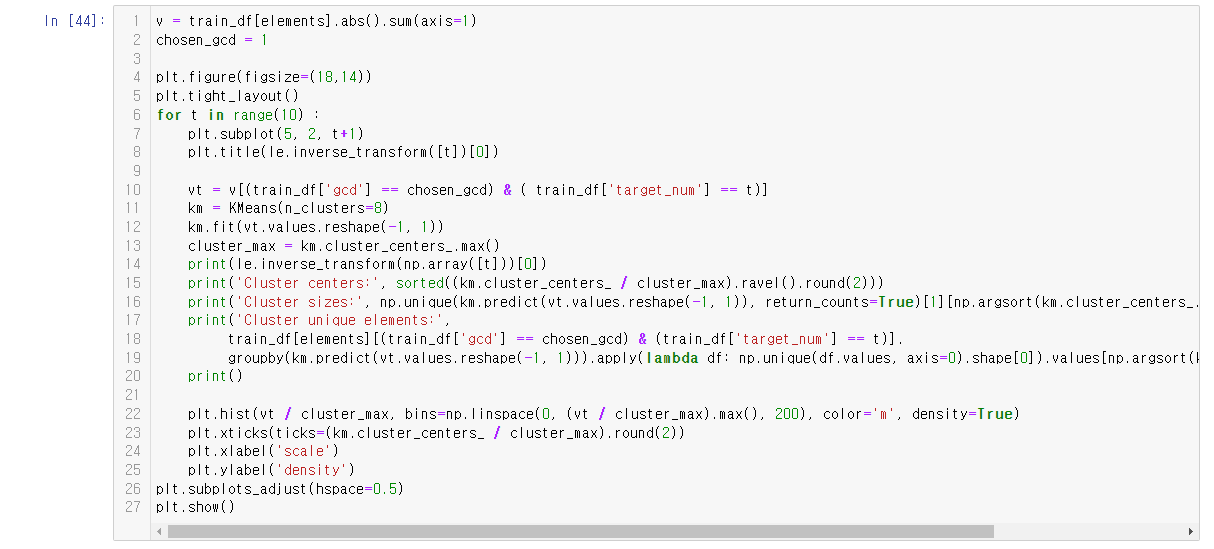 In [44]:
1 v = train_df[elements].abs().sum(axis=1)
2 chosen_gcd = 1
3
4 plt.figure(figsize=(18,14))
5 plt.tight_layout()
6 for t in range(10) :
7     plt.subplot(5, 2, t+1)
8     plt.title(le.inverse_transform([t])[0])
9
10     vt = v[(train_df['gcd'] == chosen_gcd) & ( train_df['target_num'] == t)]
11     km = KMeans(n_clusters=8)
12     km.fit(vt.values.reshape(-1, 1))
13     cluster_max = km.cluster_centers_.max()
14     print(le.inverse_transform(np.array([t]))[0])
15     print('Cluster centers:', sorted((km.cluster_centers_ / cluster_max).ravel().round(2)))
16     print('Cluster sizes:', np.unique(km.predict(vt.values.reshape(-1, 1)), return_counts=True)[1][np.argsort(km.cluster_centers_.
17     print('Cluster unique elements:',
18          train_df[elements][(train_df['gcd'] == chosen_gcd) & (train_df['target_num'] == t)].
19          groupby(km.predict(vt.values.reshape(-1, 1))).apply(lambda df: np.unique(df.values, axis=0).shape[0]).values[np.argsort(
20     print()
21
22     plt.hist(vt / cluster_max, bins=np.linspace(0, (vt / cluster_max).max(), 200), color='m', density=True)
23     plt.xticks(ticks=(km.cluster_centers_ / cluster_max).round(2))
24     plt.xlabel('scale')
25     plt.ylabel('density')
26 plt.subplots_adjust(hspace=0.5)
27 plt.show()